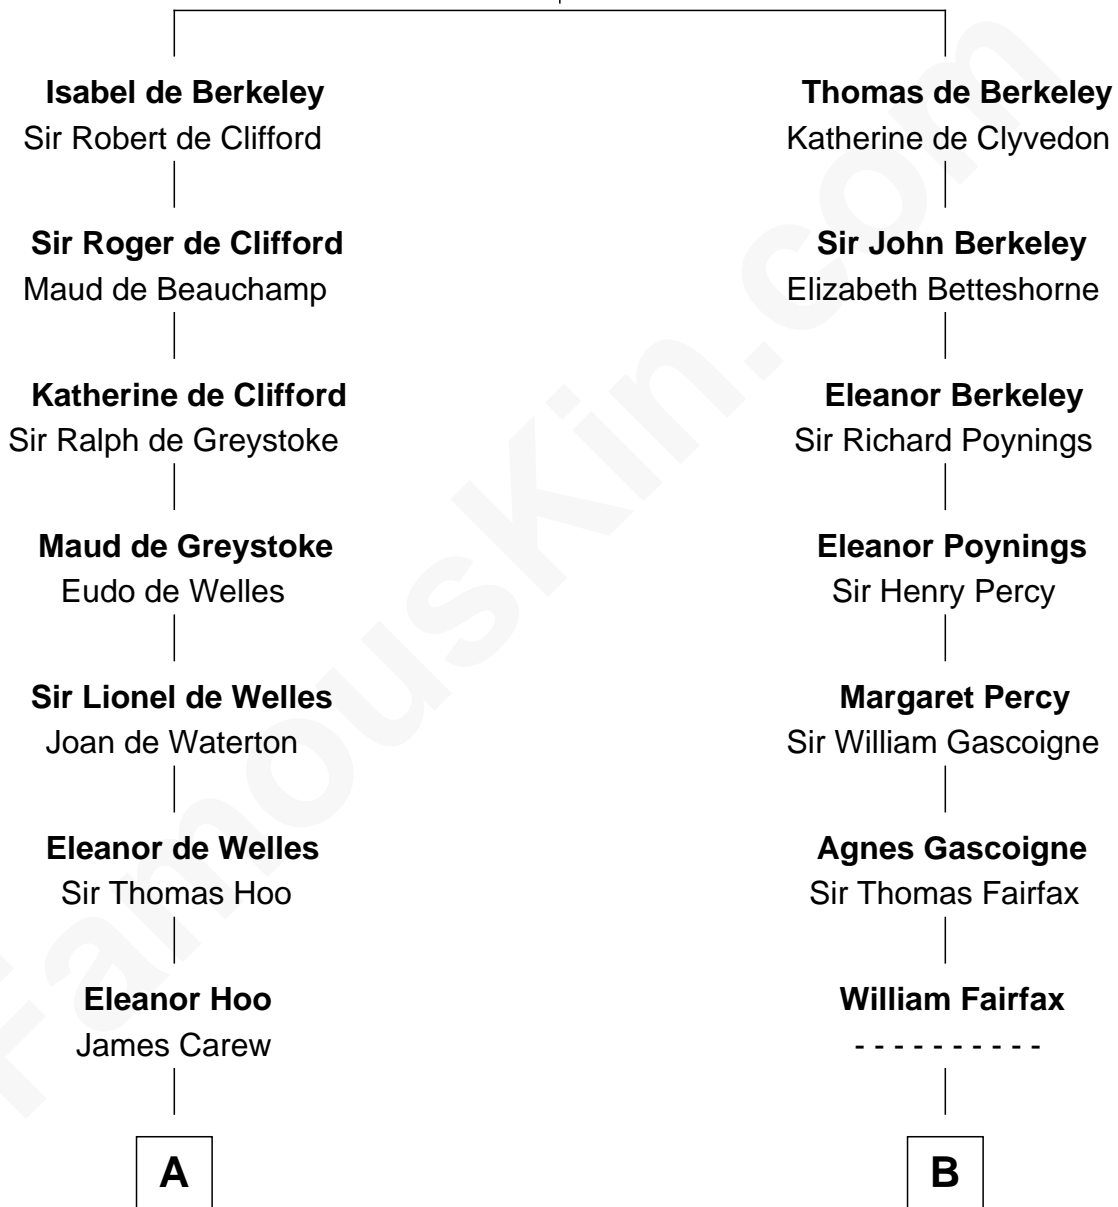 Isabel de Berkeley
Sir Robert de Clifford
Thomas de Berkeley
Katherine de Clyvedon
Sir Roger de Clifford
Maud de Beauchamp
Sir John Berkeley
Elizabeth Betteshorne
Katherine de Clifford
Sir Ralph de Greystoke
Eleanor Berkeley
Sir Richard Poynings
Maud de Greystoke
Eudo de Welles
Eleanor Poynings
Sir Henry Percy
Sir Lionel de Welles
Joan de Waterton
Margaret Percy
Sir William Gascoigne
Eleanor de Welles
Sir Thomas Hoo
Agnes Gascoigne
Sir Thomas Fairfax
Eleanor Hoo
James Carew
William Fairfax
- - - - - - - - - -
A
B
FamousKin.com